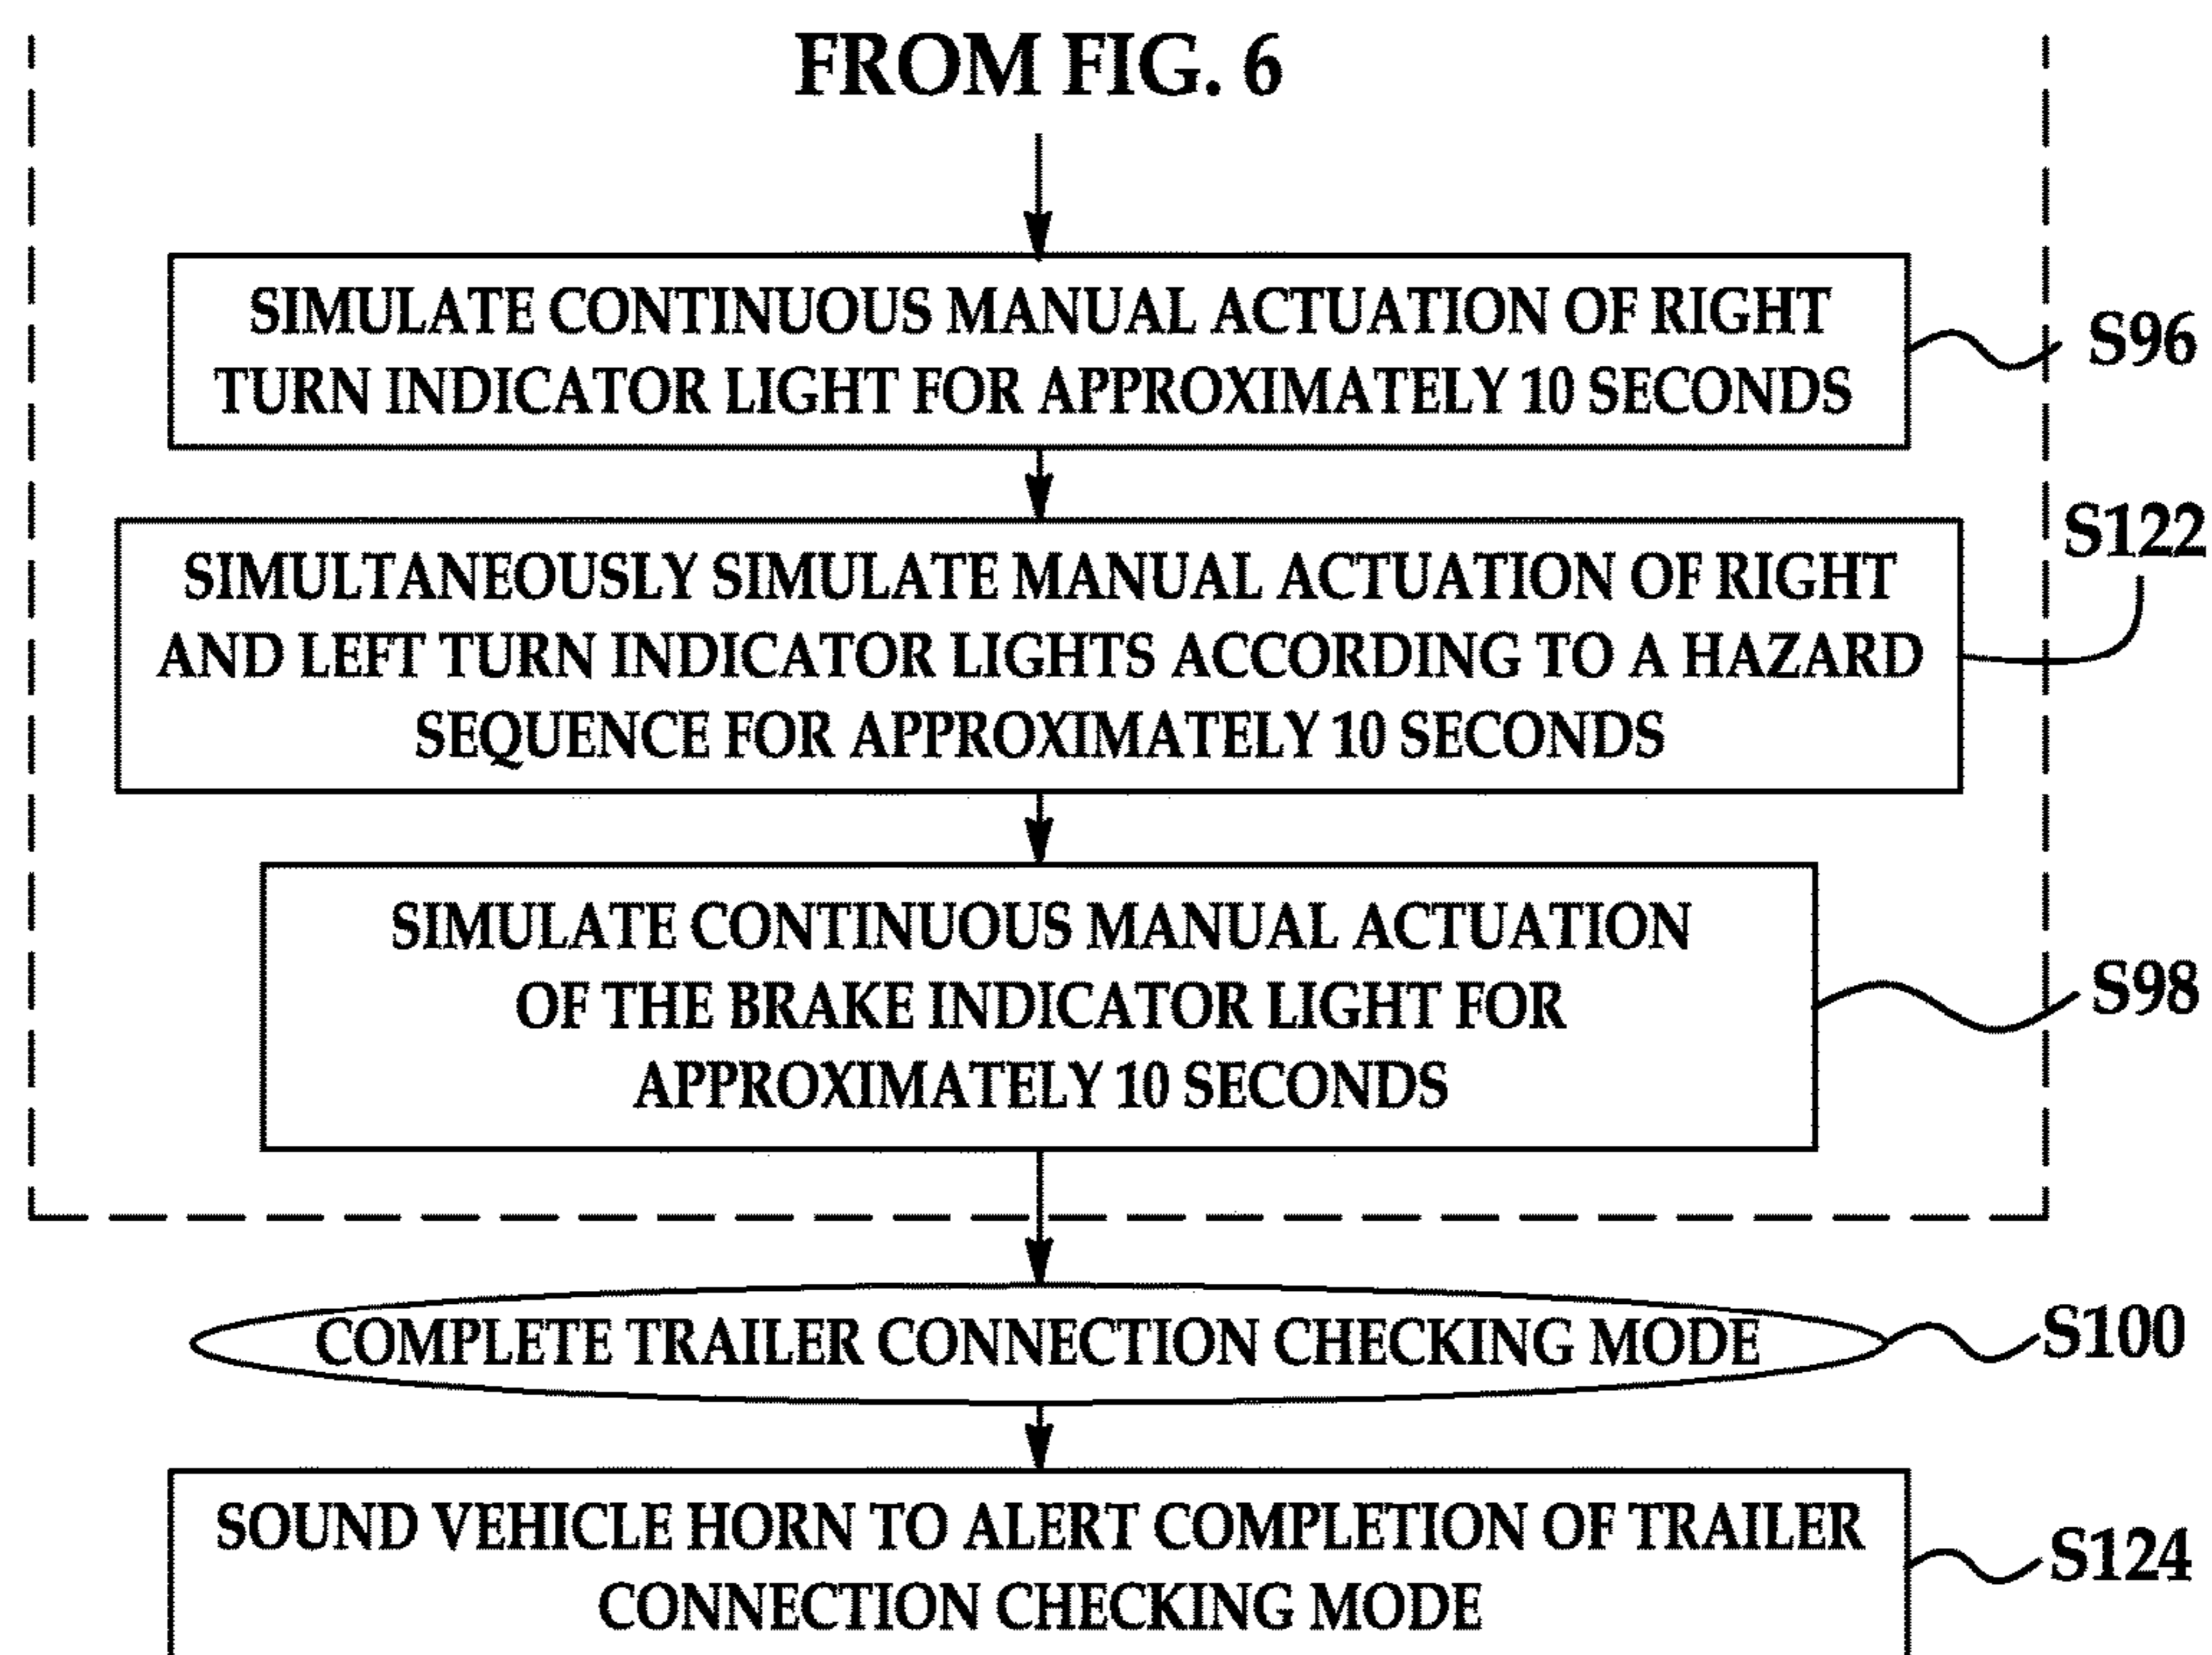 FROM FIG. 6
SIMULATE CONTINUOUS MANUAL ACTUATION OF RIGHT
TURN INDICATOR LIGHT FOR APPROXIMATELY 10 SECONDS
S96
SIMULTANEOUSLY SIMULATE MANUAL ACTUATION OF RIGHT
AND LEFT TURN INDICATOR LIGHTS ACCORDING TO A HAZARD
SEQUENCE FOR APPROXIMATELY 10 SECONDS
S122
SIMULATE CONTINUOUS MANUAL ACTUATION
OF THE BRAKE INDICATOR LIGHT FOR
APPROXIMATELY 10 SECONDS
S98
COMPLETE TRAILER CONNECTION CHECKING MODE
S100
SOUND VEHICLE HORN TO ALERT COMPLETION OF TRAILER
CONNECTION CHECKING MODE
S124